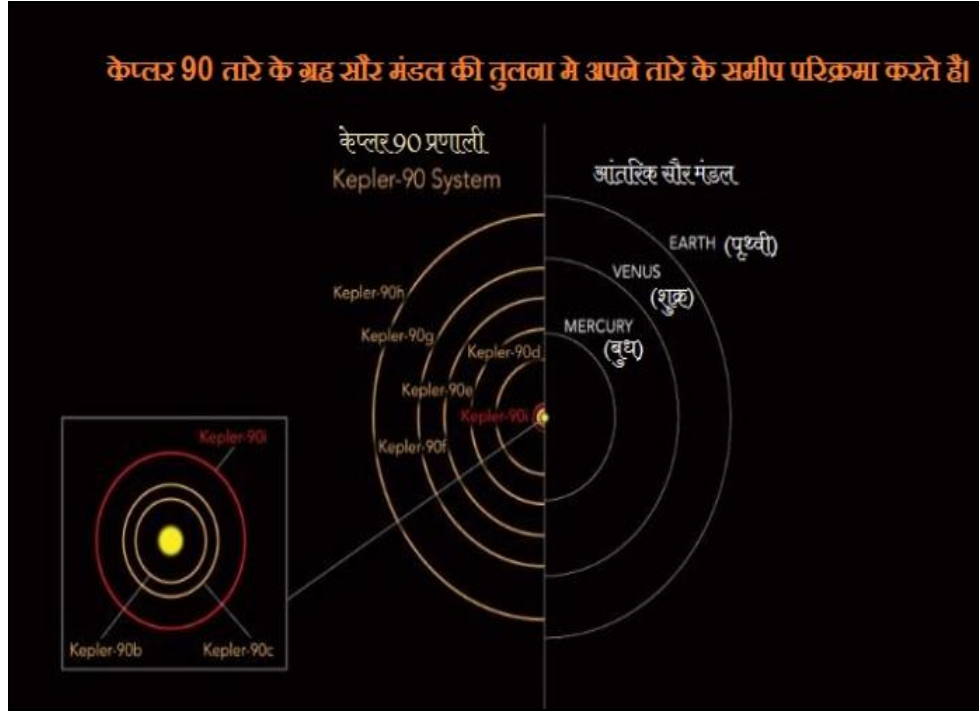 केप्लर 90 तारे के ग्रह सौर मंडल की तुलना मे अपने तारे के समीप परिक्रमा करते है।
केप्लर 90 प्रणाली
Kepler-90 System
आंतरिक सौर मंडल
EARTH (पृथ्वी)
VENUS
(शुक्र)
MERCURY
(बुध)
Kepler-90h
Kepler-90g
Kepler-90d
Kepler-90e
Kepler-90i
Kepler-90f
Kepler-90i
Kepler-90b
Kepler-90c